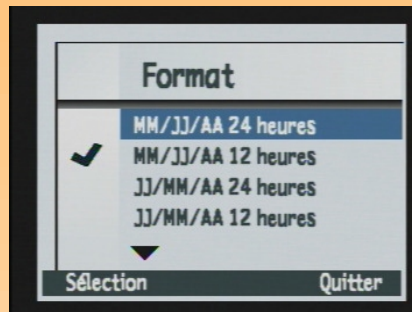 Format
MM/JJ/AA 24 heures
MM/JJ/AA 12 heures
JJ/MM/AA 24 heures
JJ/MM/AA 12 heures
Sélection Quitter